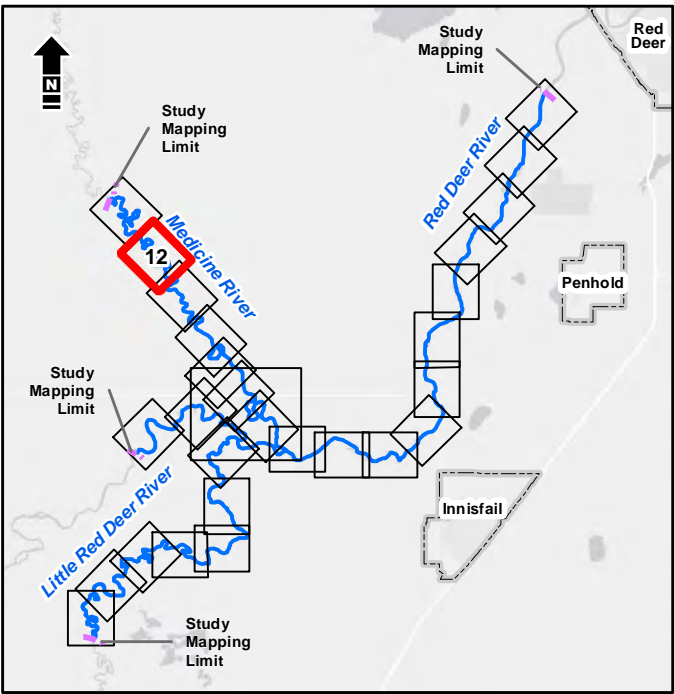 Red
Deer
Study
Mapping
Limit
N
Study
Mapping
Limit
Red Deer River
Medicine River
12
Penhold
Study
Mapping
Limit
Innisfail
Little Red Deer River
Study
Mapping
Limit